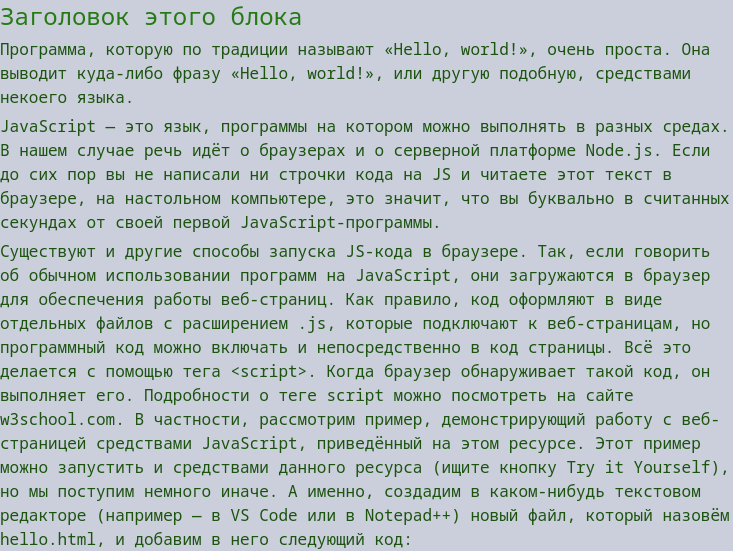 Заголовок этого блока
Программа, которую по традиции называют «Hello, world!», очень проста. Она
выводит куда-либо фразу «Hello, world!», или другую подобную, средствами
некоего языка.
JavaScript — это язык, программы на котором можно выполнять в разных средах.
В нашем случае речь идёт о браузерах и о серверной платформе Node.js. Если
до сих пор вы не написали ни строчки кода на JS и читаете этот текст в
браузере, на настольном компьютере, это значит, что вы буквально в считанных
секундах от своей первой JavaScript-программы.
Существуют и другие способы запуска JS-кода в браузере. Так, если говорить
об обычном использовании программ на JavaScript, они загружаются в браузер
для обеспечения работы веб-страниц. Как правило, код оформляют в виде
отдельных файлов с расширением .js, которые подключают к веб-страницам, но
программный код можно включать и непосредственно в код страницы. Всё это
делается с помощью тега <script>. Когда браузер обнаруживает такой код, он
выполняет его. Подробности о теге script можно посмотреть на сайте
w3school.com. В частности, рассмотрим пример, демонстрирующий работу с веб-
страницей средствами JavaScript, приведённый на этом ресурсе. Этот пример
можно запустить и средствами данного ресурса (ищите кнопку Try it Yourself),
но мы поступим немного иначе. А именно, создадим в каком-нибудь текстовом
редакторе (например — в VS Code или в Notepad++) новый файл, который назовём
hello.html, и добавим в него следующий код: